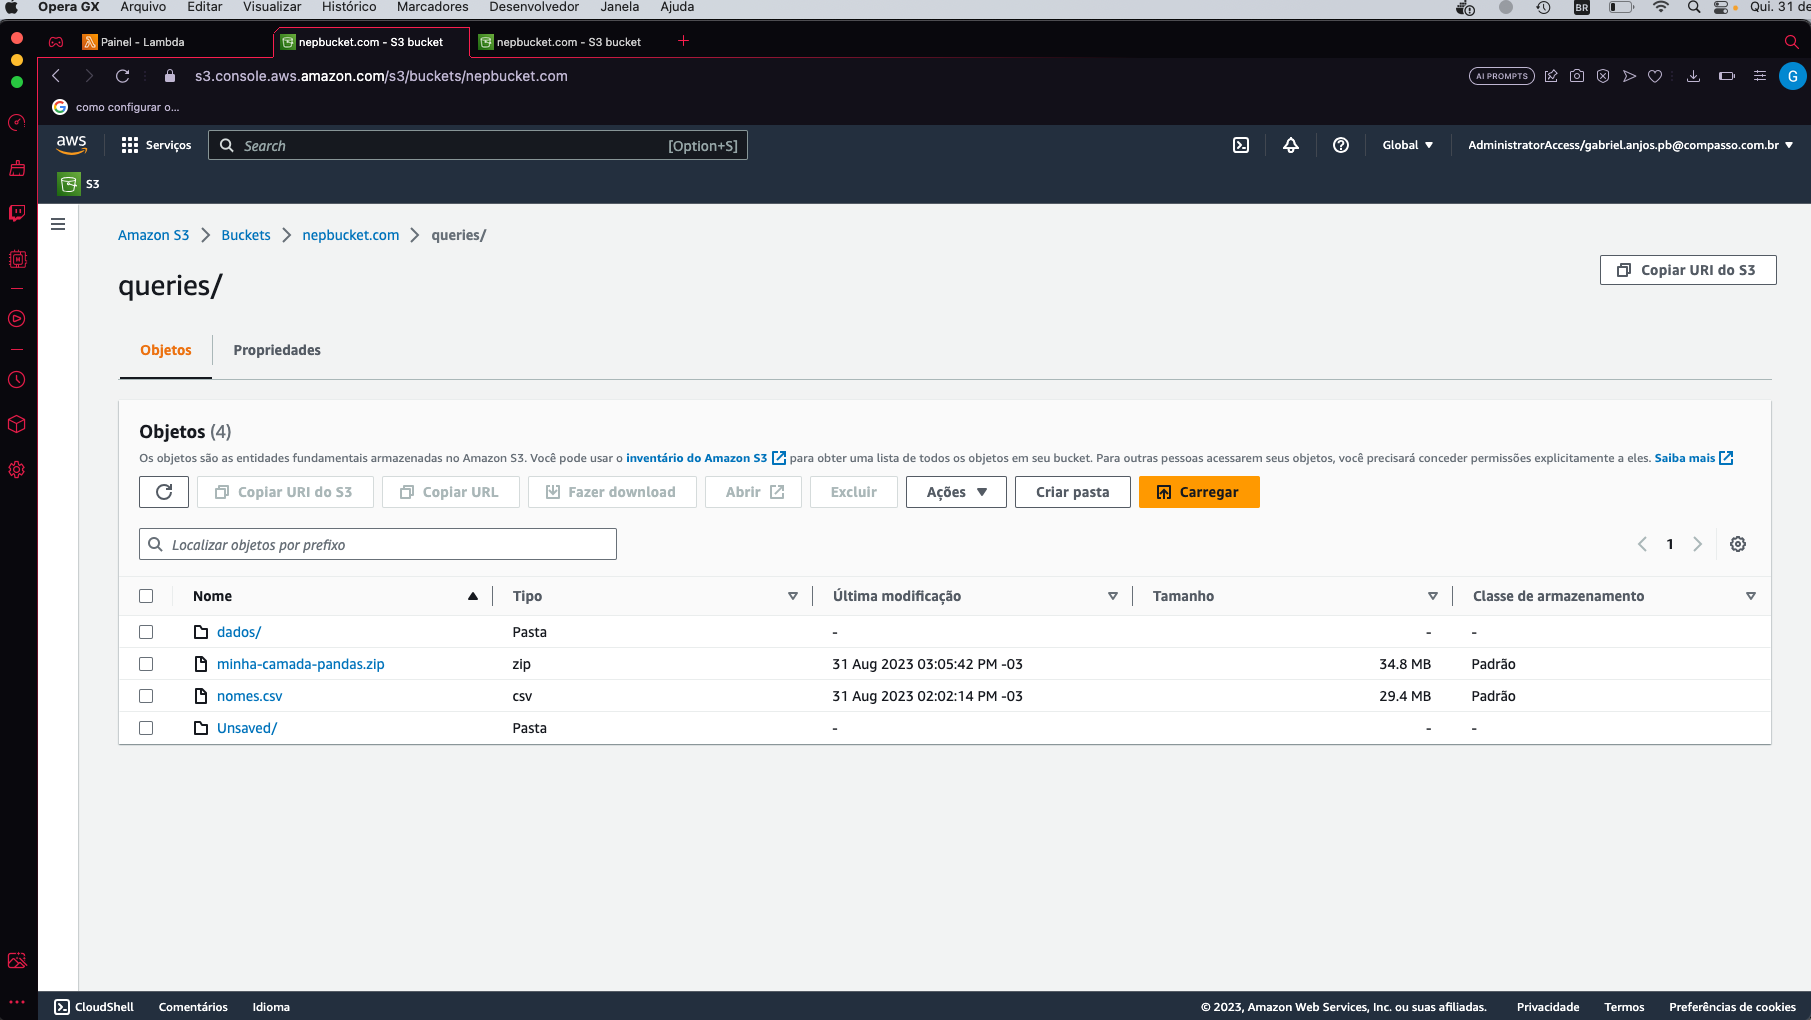 Opera GX Arquivo Editar Visualizar Histórico Marcadores Desenvolvedor Janela Ajuda BR Qui. 31 de
Painel - Lambda nepbucket.com - S3 bucket nepbucket.com - S3 bucket
s3.console.aws.amazon.com/s3/buckets/nepbucket.com AI PROMPTS G
como configurar o...
aws Serviços Search [Option+S] Global AdministratorAccess/gabriel.anjos.pb@compasso.com.br
S3
Amazon S3 Buckets nepbucket.com queries/
queries/ Copiar URI do S3
Objetos Propriedades
Objetos (4)
Os objetos são as entidades fundamentais armazenadas no Amazon S3. Você pode usar o inventário do Amazon S3 para obter uma lista de todos os objetos em seu bucket. Para outras pessoas acessarem seus objetos, você precisará conceder permissões explicitamente a eles. Saiba mais
Copiar URI do S3 Copiar URL Fazer download Abrir Excluir Ações Criar pasta Carregar
Localizar objetos por prefixo 1
Nome Tipo Última modificação Tamanho Classe de armazenamento
dados/ Pasta - - -
minha-camada-pandas.zip zip 31 Aug 2023 03:05:42 PM -03 34.8 MB Padrão
nomes.csv csv 31 Aug 2023 02:02:14 PM -03 29.4 MB Padrão
Unsaved/ Pasta - - -
CloudShell Comentários Idioma © 2023, Amazon Web Services, Inc. ou suas afiliadas. Privacidade Termos Preferências de cookies